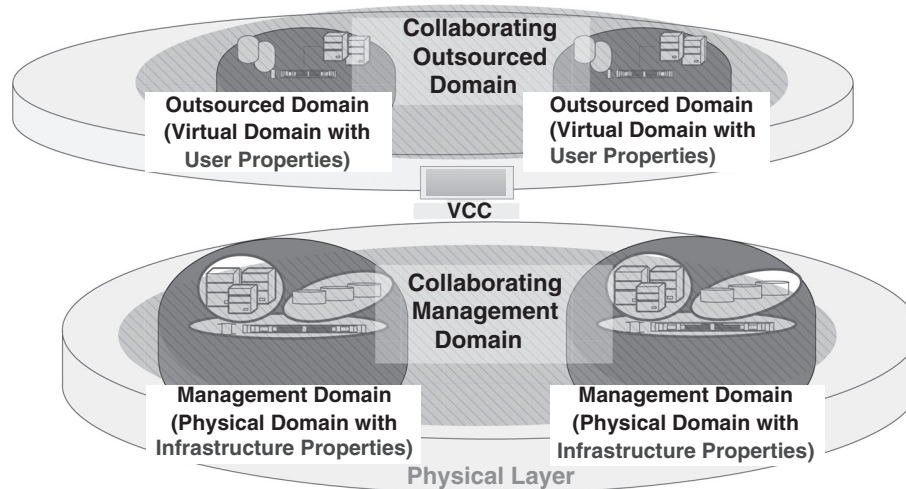 Collaborating
Outsourced
Domain
Outsourced Domain
(Virtual Domain with
User Properties)
Outsourced Domain
(Virtual Domain with
User Properties)
VCC
Collaborating
Management
Domain
Management Domain
(Physical Domain with
Infrastructure Properties)
Management Domain
(Physical Domain with
Infrastructure Properties)
Physical Layer